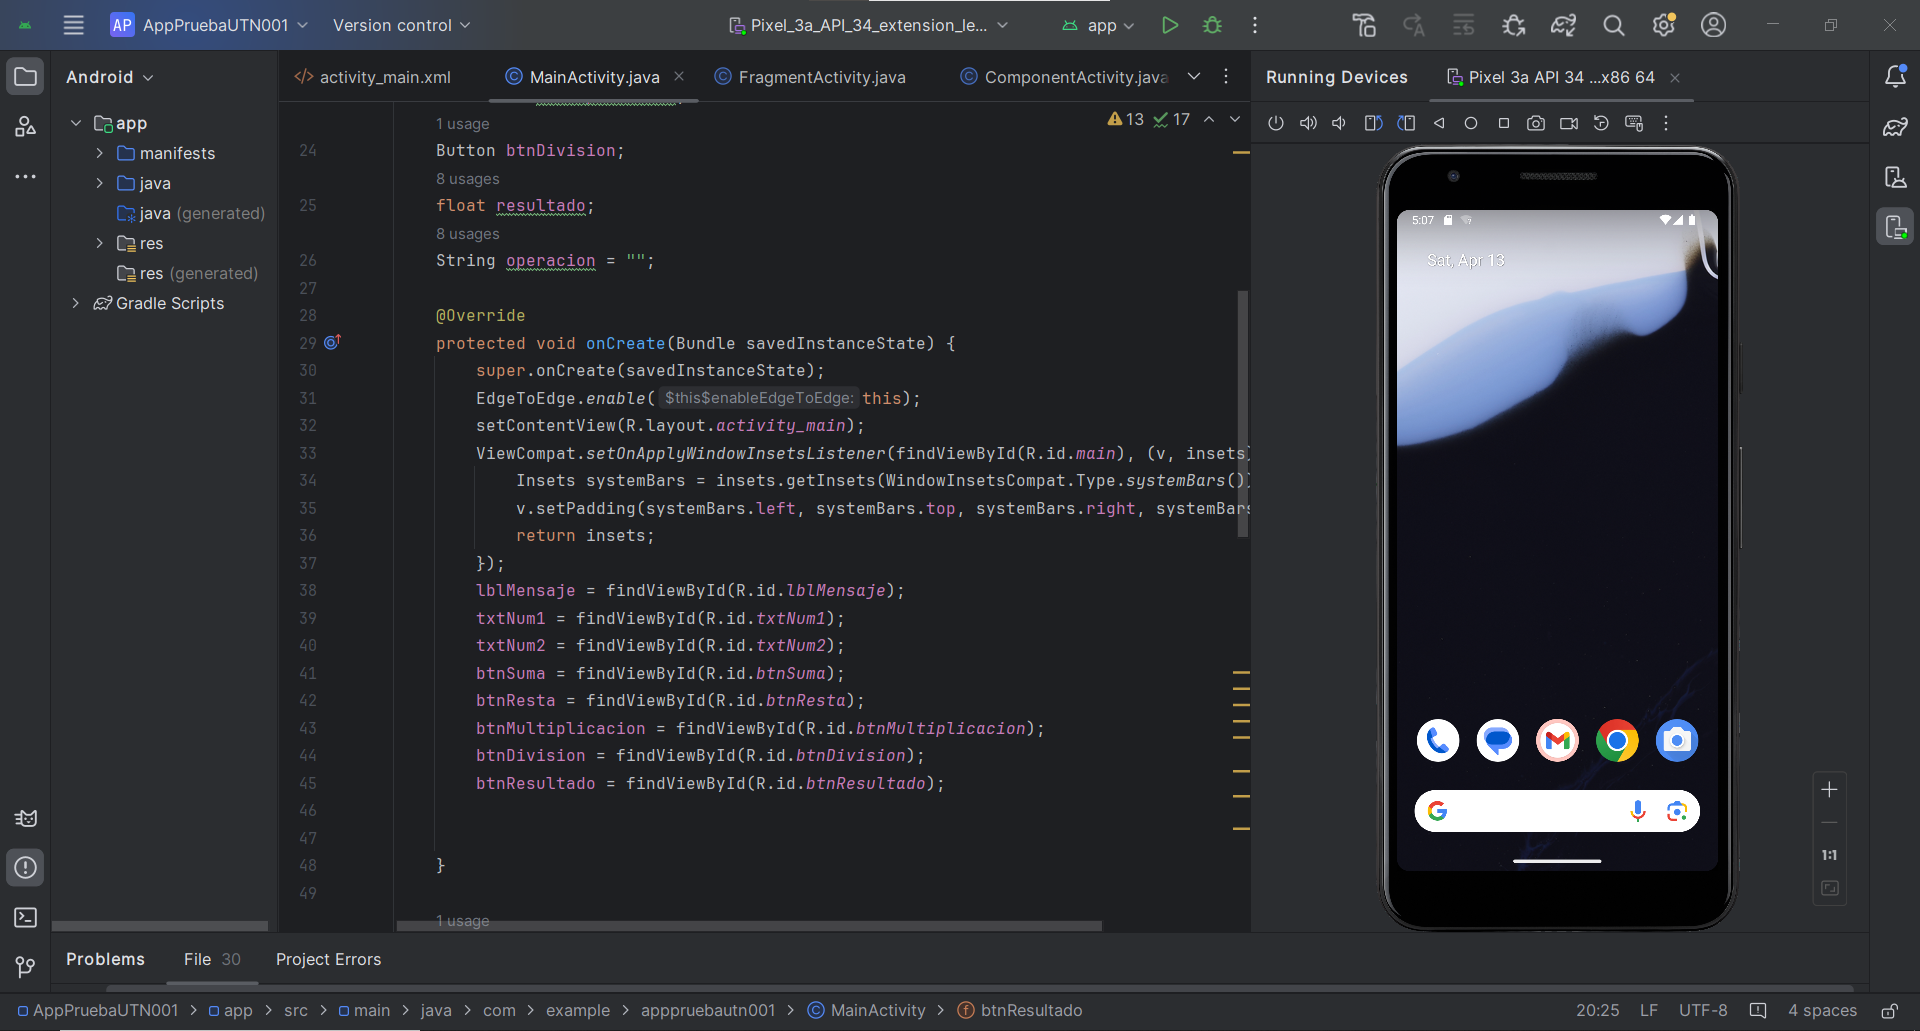 AP AppPruebaUTN001 Version control Pixel_3a_API_34_extension_le... app
Android
app
manifests
java
java (generated)
res
res (generated)
Gradle Scripts
activity_main.xml MainActivity.java FragmentActivity.java ComponentActivity.java
13 17
1 usage
24 Button btnDivision;
8 usages
25 float resultado;
8 usages
26 String operacion = "";
27
28 @Override
29 protected void onCreate(Bundle savedInstanceState) {
30 super.onCreate(savedInstanceState);
31 EdgeToEdge.enable( $this$enableEdgeToEdge: this);
32 setContentView(R.layout.activity_main);
33 ViewCompat.setOnApplyWindowInsetsListener(findViewById(R.id.main), (v, insets)
34 Insets systemBars = insets.getInsets(WindowInsetsCompat.Type.systemBars())
35 v.setPadding(systemBars.left, systemBars.top, systemBars.right, systemBars
36 return insets;
37 });
38 lblMensaje = findViewById(R.id.lblMensaje);
39 txtNum1 = findViewById(R.id.txtNum1);
40 txtNum2 = findViewById(R.id.txtNum2);
41 btnSuma = findViewById(R.id.btnSuma);
42 btnResta = findViewById(R.id.btnResta);
43 btnMultiplicacion = findViewById(R.id.btnMultiplicacion);
44 btnDivision = findViewById(R.id.btnDivision);
45 btnResultado = findViewById(R.id.btnResultado);
46
47
48 }
49
1 usage
Running Devices Pixel 3a API 34 ...x86 64
5:07
Sat, Apr 13
1:1
Problems File 30 Project Errors
AppPruebaUTN001 > app > src > main > java > com > example > apppruebautn001 > MainActivity > btnResultado 20:25 LF UTF-8 4 spaces